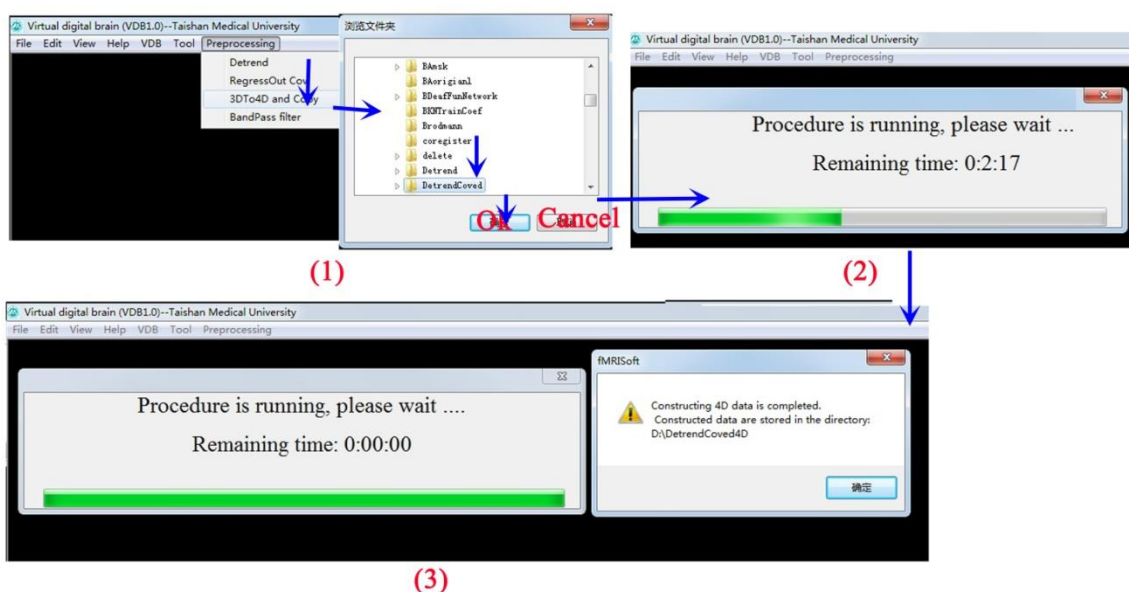 Virtual digital brain (VDB1.0)--Taishan Medical University
File Edit View Help VDB Tool Preprocessing
Detrend
RegressOut Cov
3DTo4D and Copy
BandPass filter
浏览文件夹
BAmsk
BAorigian1
BDeafFunNetwork
BKNTrainCoef
Brodmann
coregister
delete
Detrend
DetrendCoved
Ok Cancel
(1)
Virtual digital brain (VDB1.0)--Taishan Medical University
File Edit View Help VDB Tool Preprocessing
Procedure is running, please wait ...
Remaining time: 0:2:17
(2)
Virtual digital brain (VDB1.0)--Taishan Medical University
File Edit View Help VDB Tool Preprocessing
Procedure is running, please wait ....
Remaining time: 0:00:00
fMRISoft
Constructing 4D data is completed.
Constructed data are stored in the directory:
D:\DetrendCoved4D
确定
(3)